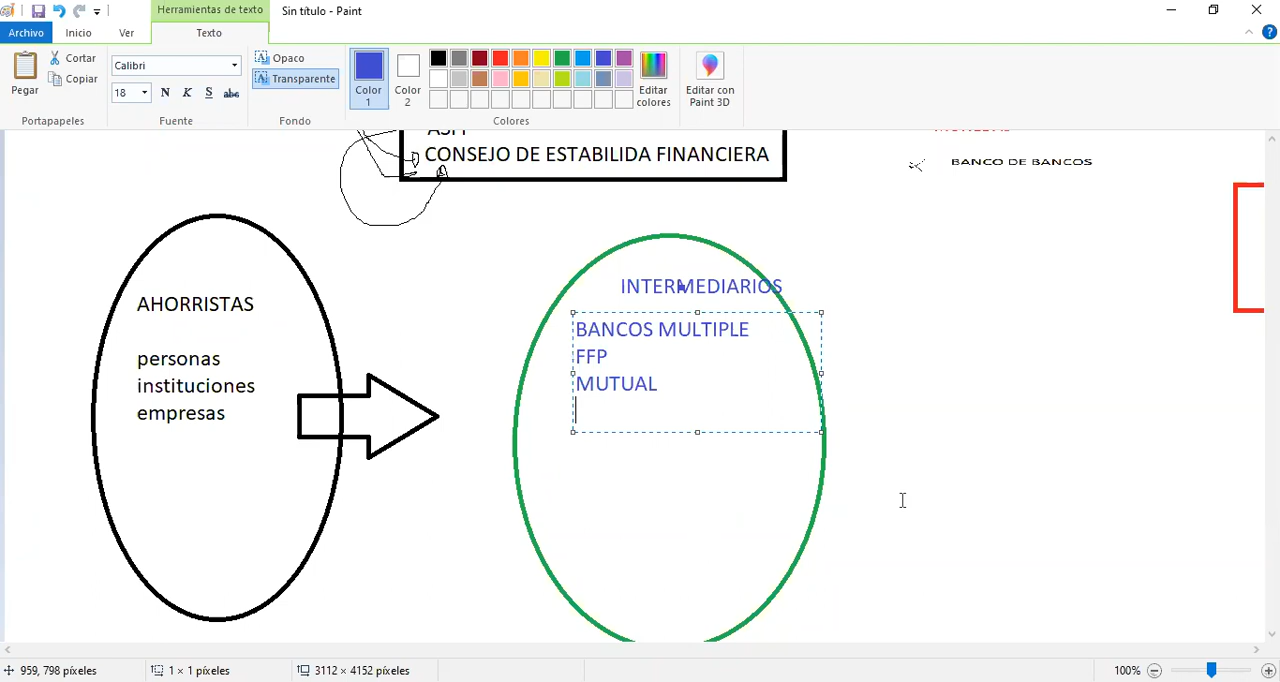 Herramientas de texto
Sin título - Paint
Archivo
Inicio
Ver
Texto
Pegar
Cortar
Copiar
Portapapeles
Calibri
18
N K S abc
Fuente
Opaco
Transparente
Fondo
Color 1
Color 2
Colores
Editar colores
Editar con Paint 3D
CONSEJO DE ESTABILIDA FINANCIERA
BANCO DE BANCOS
AHORRISTAS
personas
instituciones
empresas
INTERMEDIARIOS
BANCOS MULTIPLE
FFP
MUTUAL
959, 798 píxeles
1 × 1 píxeles
3112 × 4152 píxeles
100%